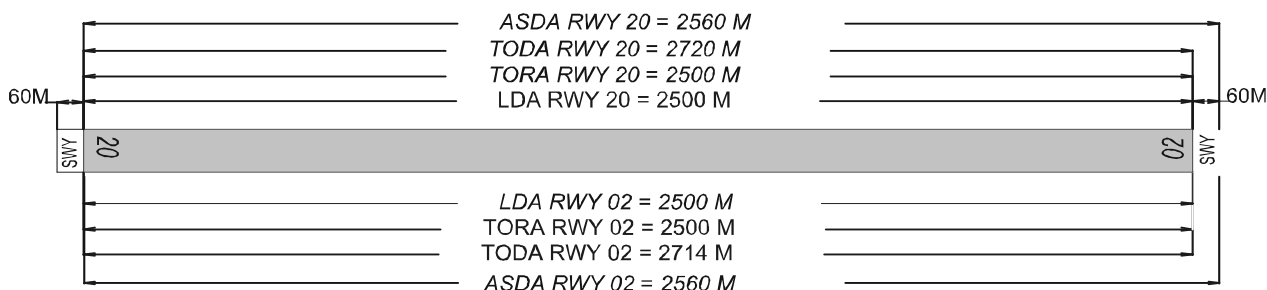 ASDA RWY 20 = 2560 M
TODA RWY 20 = 2720 M
TORA RWY 20 = 2500 M
60M
LDA RWY 20 = 2500 M
60M
SWY
20
02
SWY
LDA RWY 02 = 2500 M
TORA RWY 02 = 2500 M
TODA RWY 02 = 2714 M
ASDA RWY 02 = 2560 M